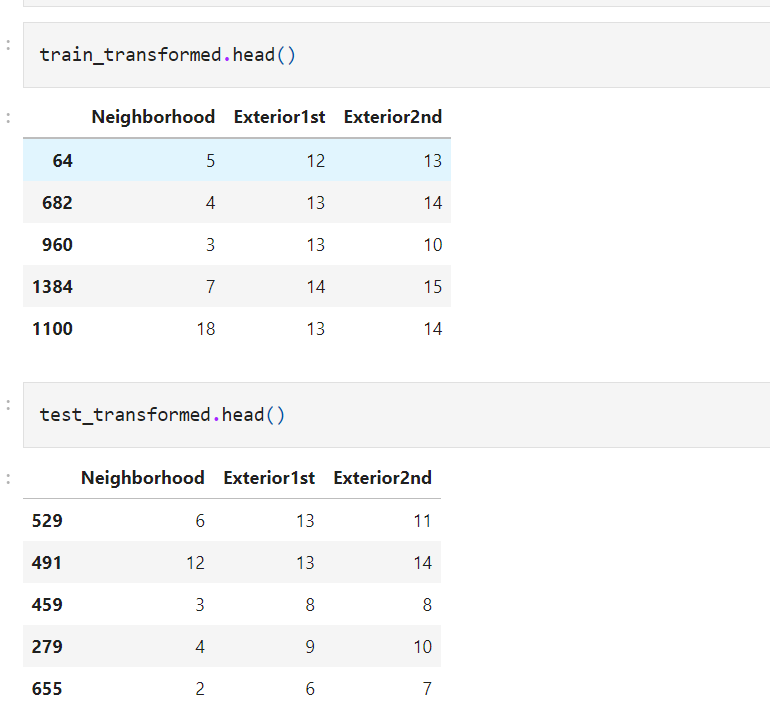 train_transformed.head()
Neighborhood Exterior1st Exterior2nd
64 5 12 13
682 4 13 14
960 3 13 10
1384 7 14 15
1100 18 13 14
test_transformed.head()
Neighborhood Exterior1st Exterior2nd
529 6 13 11
491 12 13 14
459 3 8 8
279 4 9 10
655 2 6 7